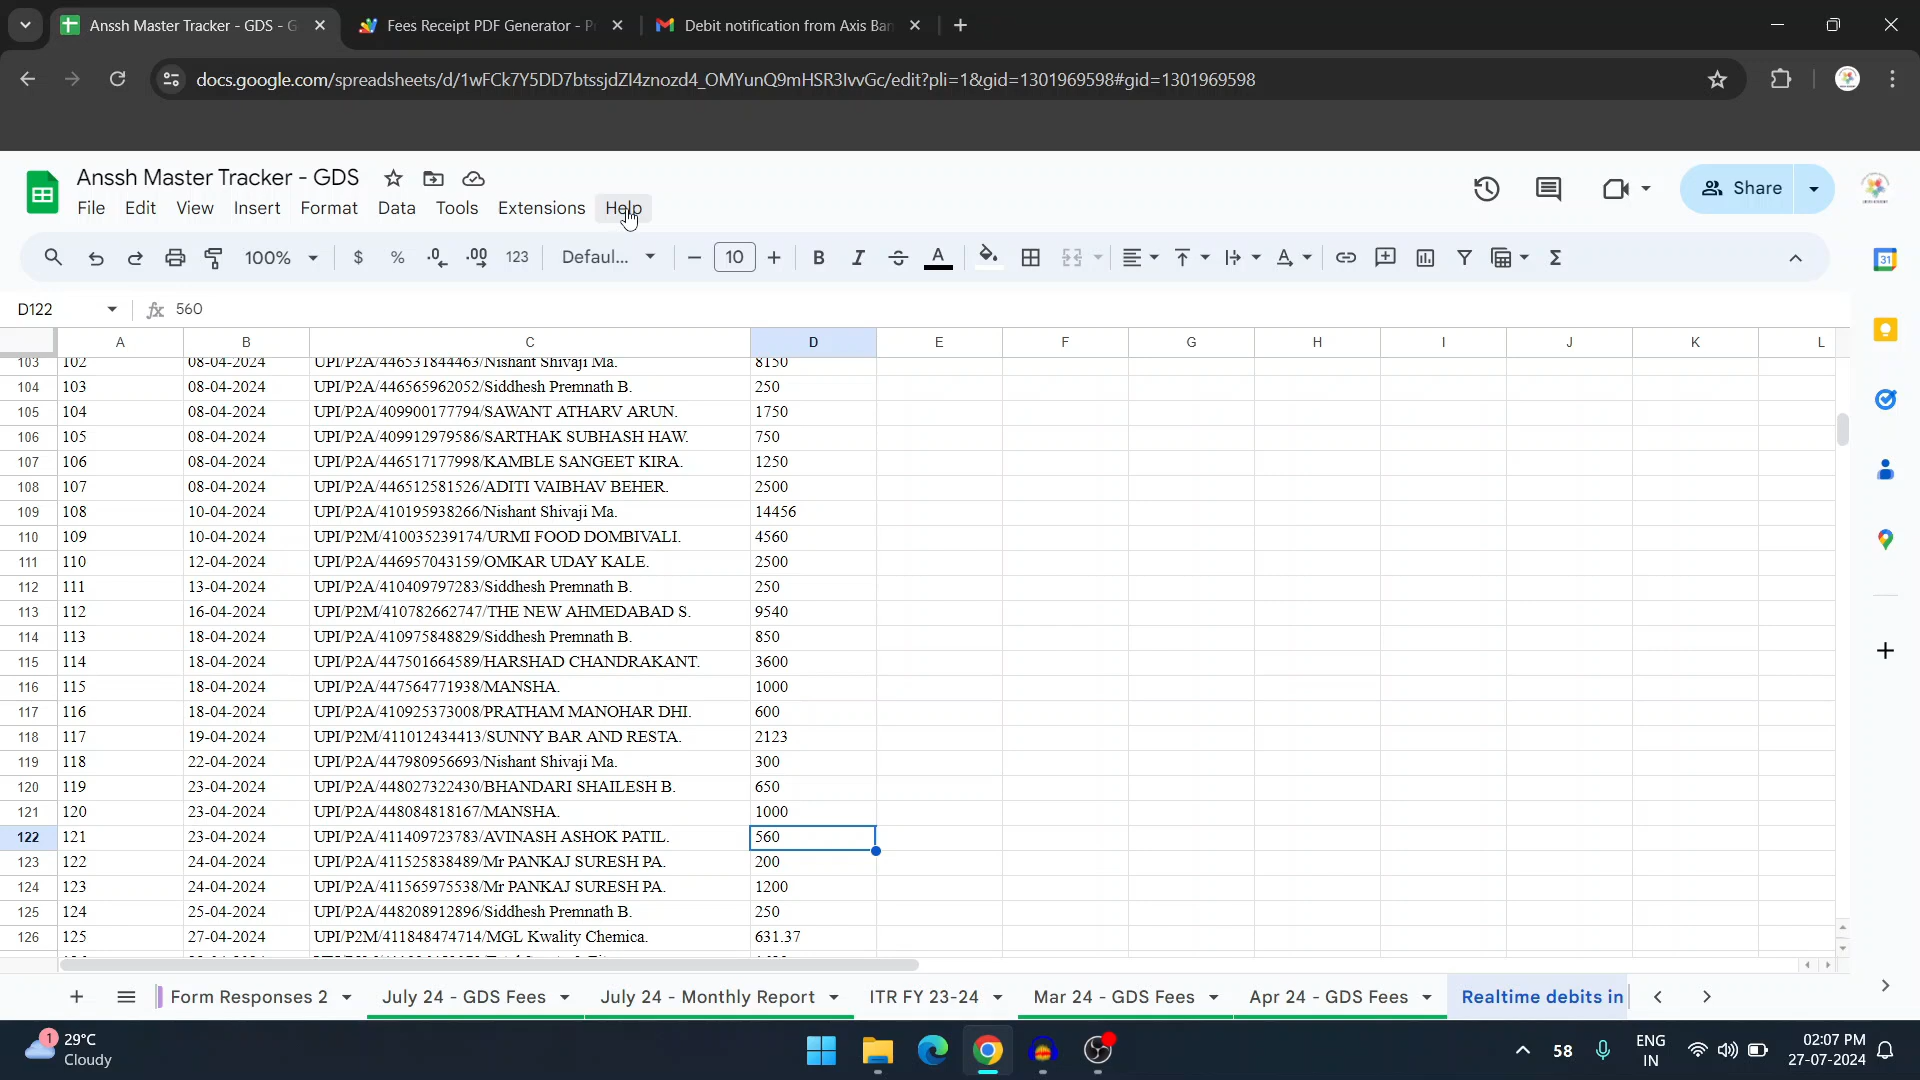 Anssh Master Tracker - GDS - G
Fees Receipt PDF Generator - P
Debit notification from Axis Ban
docs.google.com/spreadsheets/d/1wFCk7Y5DD7btssjdZI4znozd4_OMYunQ9mHSR3IvvGc/edit?pli=1&gid=1301969598#gid=1301969598
Anssh Master Tracker - GDS
File Edit View Insert Format Data Tools Extensions Help
Share
31
100% $ % .0 .00 123 Defaul... 10 B I S A
D122 fx 560
A B C D E F G H I J K L
103 102 08-04-2024 UPI/P2A/446531844463/Nishant Shivaji Ma. 8150
104 103 08-04-2024 UPI/P2A/446565962052/Siddhesh Premnath B. 250
105 104 08-04-2024 UPI/P2A/409900177794/SAWANT ATHARV ARUN. 1750
106 105 08-04-2024 UPI/P2A/409912979586/SARTHAK SUBHASH HAW. 750
107 106 08-04-2024 UPI/P2A/446517177998/KAMBLE SANGEET KIRA. 1250
108 107 08-04-2024 UPI/P2A/446512581526/ADITI VAIBHAV BEHER. 2500
109 108 10-04-2024 UPI/P2A/410195938266/Nishant Shivaji Ma. 14456
110 109 10-04-2024 UPI/P2M/410035239174/URMI FOOD DOMBIVALI. 4560
111 110 12-04-2024 UPI/P2A/446957043159/OMKAR UDAY KALE. 2500
112 111 13-04-2024 UPI/P2A/410409797283/Siddhesh Premnath B. 250
113 112 16-04-2024 UPI/P2M/410782662747/THE NEW AHMEDABAD S. 9540
114 113 18-04-2024 UPI/P2A/410975848829/Siddhesh Premnath B. 850
115 114 18-04-2024 UPI/P2A/447501664589/HARSHAD CHANDRAKANT. 3600
116 115 18-04-2024 UPI/P2A/447564771938/MANSHA. 1000
117 116 18-04-2024 UPI/P2A/410925373008/PRATHAM MANOHAR DHI. 600
118 117 19-04-2024 UPI/P2M/411012434413/SUNNY BAR AND RESTA. 2123
119 118 22-04-2024 UPI/P2A/447980956693/Nishant Shivaji Ma. 300
120 119 23-04-2024 UPI/P2A/448027322430/BHANDARI SHAILESH B. 650
121 120 23-04-2024 UPI/P2A/448084818167/MANSHA. 1000
122 121 23-04-2024 UPI/P2A/411409723783/AVINASH ASHOK PATIL. 560
123 122 24-04-2024 UPI/P2A/411525838489/Mr PANKAJ SURESH PA. 200
124 123 24-04-2024 UPI/P2A/411565975538/Mr PANKAJ SURESH PA. 1200
125 124 25-04-2024 UPI/P2A/448208912896/Siddhesh Premnath B. 250
126 125 27-04-2024 UPI/P2M/411848474714/MGL Kwality Chemica. 631.37
Form Responses 2 July 24 - GDS Fees July 24 - Monthly Report ITR FY 23-24 Mar 24 - GDS Fees Apr 24 - GDS Fees Realtime debits in
1 29°C
Cloudy
58
ENG
IN
02:07 PM
27-07-2024